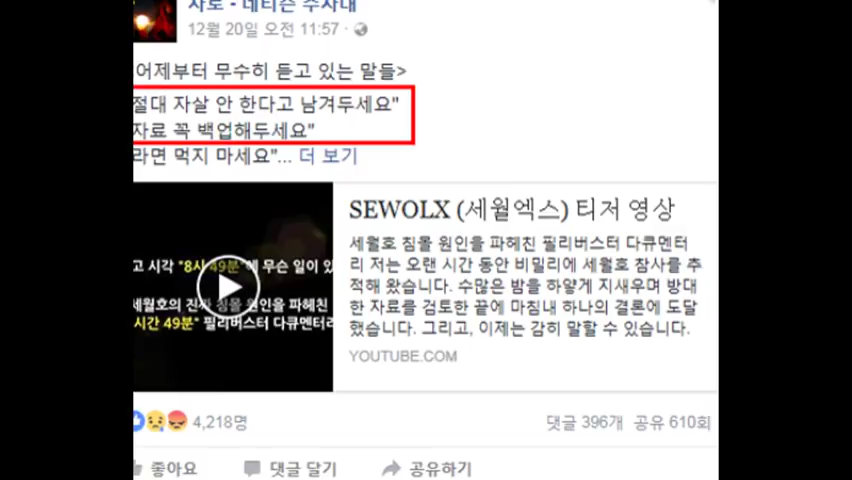 자로 - 네티즌 수사대
12월 20일 오전 11:57 ·
어제부터 무수히 듣고 있는 말들>
절대 자살 안 한다고 남겨두세요"
자료 꼭 백업해두세요"
라면 먹지 마세요"... 더 보기
고 시각 "8시 49분"에 무슨 일이 있
세월호의 진짜 침몰 원인을 파헤친
시간 49분" 필리버스터 다큐멘터리
SEWOLX (세월엑스) 티저 영상
세월호 침몰 원인을 파헤친 필리버스터 다큐멘터
리 저는 오랜 시간 동안 비밀리에 세월호 참사를 추
적해 왔습니다. 수많은 밤을 하얗게 지새우며 방대
한 자료를 검토한 끝에 마침내 하나의 결론에 도달
했습니다. 그리고, 이제는 감히 말할 수 있습니다.
YOUTUBE.COM
4,218명
댓글 396개 공유 610회
좋아요 댓글 달기 공유하기